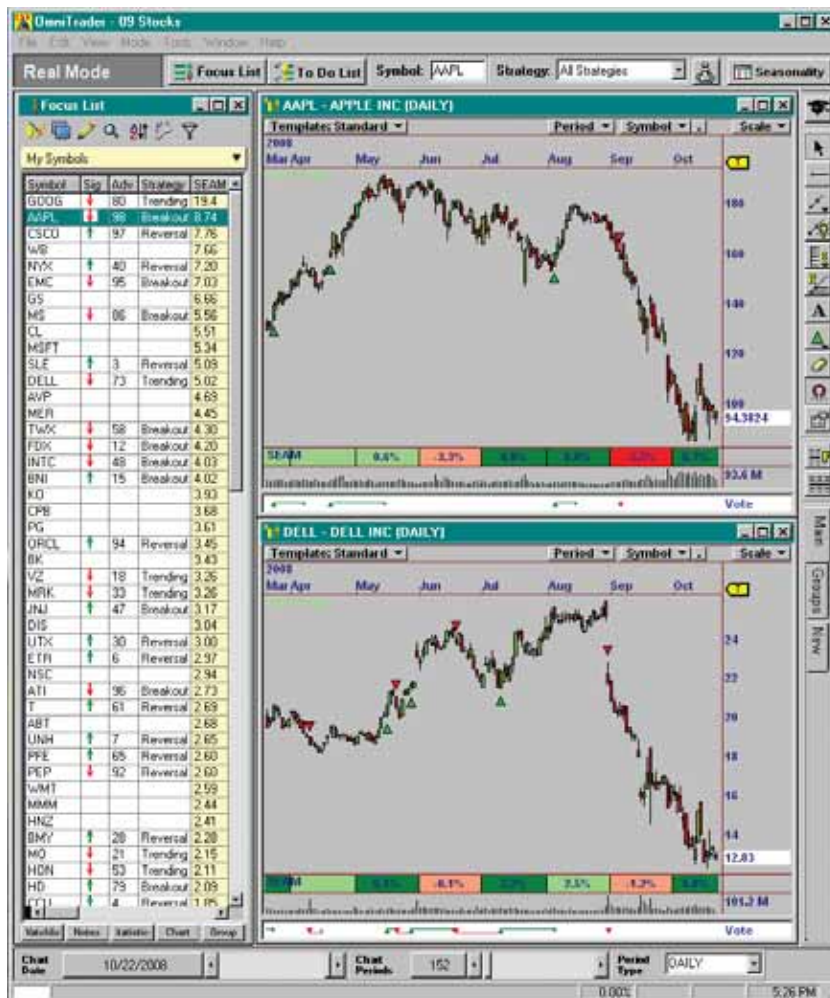 OmniTrader - 09 Stocks
File Edit View Mode Tools Window Help
Real Mode Focus List To Do List Symbol: AAPL Strategy: All Strategies Seasonality
Focus List
My Symbols
Symbol Sig Adv Strategy SEAM
GOOG 80 Trending 19.4
AAPL 98 Breakout 8.74
CSCO 97 Reversal 7.76
WB 7.66
NYX 40 Reversal 7.20
EMC 95 Breakout 7.03
GS 6.66
MS 86 Breakout 5.56
CL 5.51
MSFT 5.34
SLE 3 Reversal 5.09
DELL 73 Trending 5.02
AVP 4.69
MER 4.45
TWX 58 Breakout 4.30
FDX 12 Breakout 4.20
INTC 48 Breakout 4.03
BNI 15 Breakout 4.02
KO 3.93
CPB 3.68
PG 3.61
ORCL 94 Reversal 3.45
BK 3.43
VZ 18 Trending 3.26
MRK 33 Trending 3.26
JNJ 47 Breakout 3.17
DIS 3.04
UTX 30 Reversal 3.00
ETR 6 Reversal 2.97
NSC 2.94
ATI 96 Breakout 2.73
T 61 Reversal 2.69
ABT 2.68
UNH 7 Reversal 2.65
PFE 65 Reversal 2.60
PEP 92 Reversal 2.60
WMT 2.59
MMM 2.44
HNZ 2.41
BMY 28 Reversal 2.28
MO 21 Trending 2.15
HON 53 Trending 2.11
HD 79 Breakout 2.09
CCU 4 Reversal 1.85
Notes Statistic Chart Group
AAPL - APPLE INC (DAILY)
Template: Standard Period Symbol Scale
2008
Mar Apr May Jun Jul Aug Sep Oct
180
160
140
120
100
94.3824
SEAM 0.6% -3.3%
93.6 M
Vote
DELL - DELL INC (DAILY)
Template: Standard Period Symbol Scale
2008
Mar Apr May Jun Jul Aug Sep Oct
24
22
20
18
16
14
12.03
2.5% -1.2%
101.2 M
Vote
A
Main
Groups
New
Chart Date 10/22/2008 Chart Periods 152 Period Type DAILY
0.00% 5:26 PM